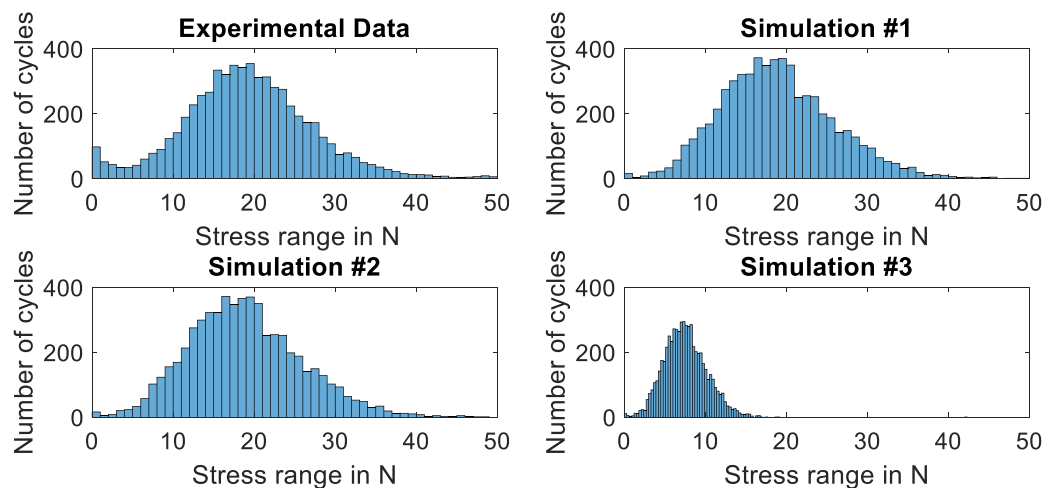 Experimental Data
Number of cycles
400
200
0
0 10 20 30 40 50
Stress range in N
Simulation #1
Number of cycles
400
200
0
0 10 20 30 40 50
Stress range in N
Simulation #2
Number of cycles
400
200
0
0 10 20 30 40 50
Stress range in N
Simulation #3
Number of cycles
400
200
0
0 10 20 30 40 50
Stress range in N